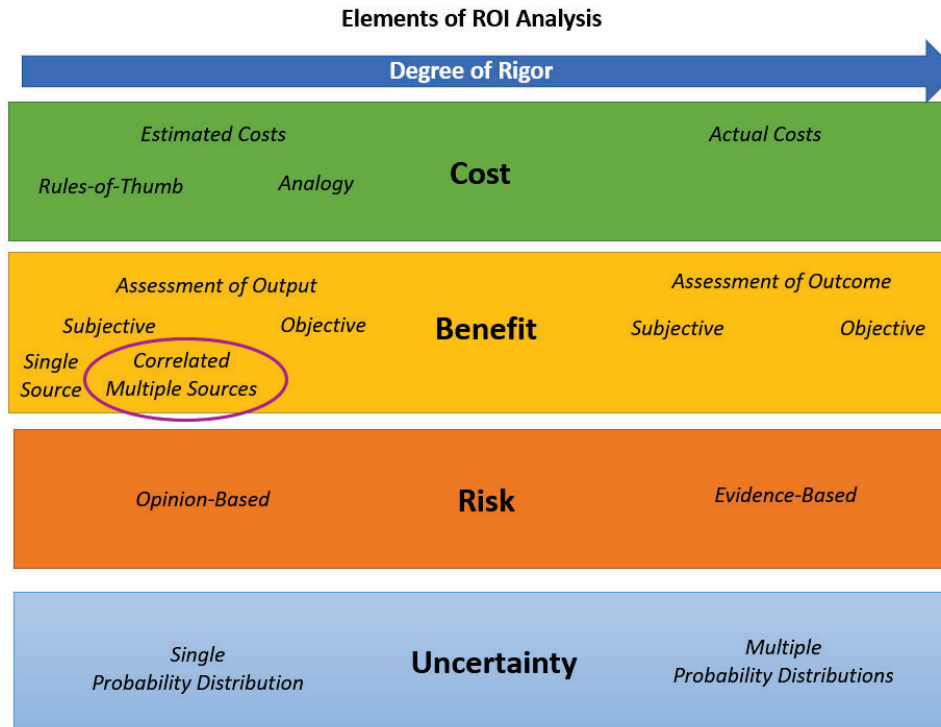 Elements of ROI Analysis
Degree of Rigor
Estimated Costs
Actual Costs
Cost
Rules-of-Thumb
Analogy
Assessment of Output
Assessment of Outcome
Subjective
Objective
Benefit
Subjective
Objective
Single
Source
Correlated
Multiple Sources
Opinion-Based
Risk
Evidence-Based
Single
Probability Distribution
Uncertainty
Multiple
Probability Distributions